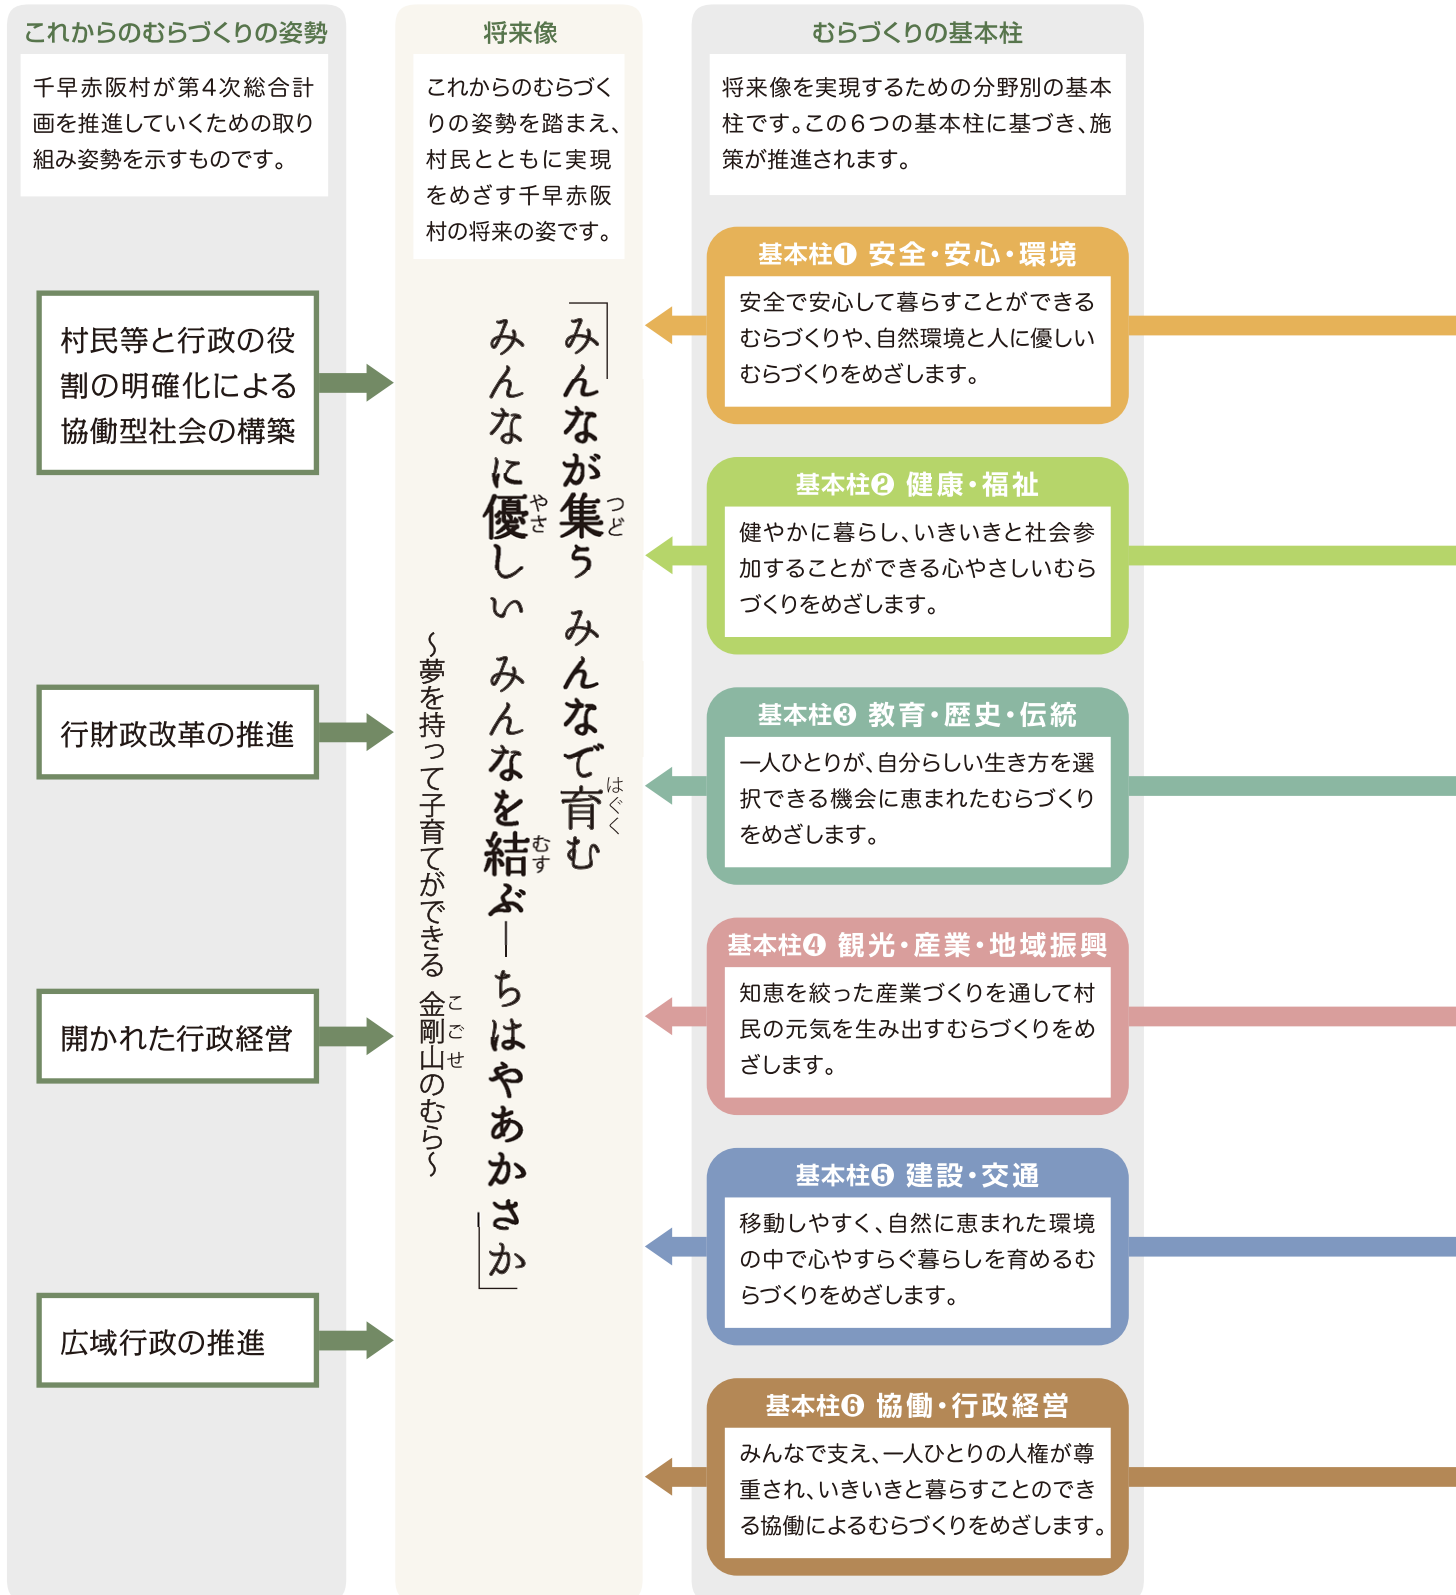 これからのむらづくりの姿勢
千早赤阪村が第4次総合計
画を推進していくための取り
組み姿勢を示すものです。
村民等と行政の役
割の明確化による
協働型社会の構築
行財政改革の推進
開かれた行政経営
広域行政の推進
将来像
これからのむらづく
りの姿勢を踏まえ、
村民とともに実現
をめざす千早赤阪
村の将来の姿です。
「みんなが集う みんなで育む
つど
はぐく
みんなに優しい みんなを結ぶ―ちはやあかさか」
やさ
むす
～夢を持って子育てができる 金剛山のむら～
こごせ
むらづくりの基本柱
将来像を実現するための分野別の基本
柱です。この6つの基本柱に基づき、施
策が推進されます。
基本柱❶ 安全・安心・環境
安全で安心して暮らすことができる
むらづくりや、自然環境と人に優しい
むらづくりをめざします。
基本柱❷ 健康・福祉
健やかに暮らし、いきいきと社会参
加することができる心やさしいむら
づくりをめざします。
基本柱❸ 教育・歴史・伝統
一人ひとりが、自分らしい生き方を選
択できる機会に恵まれたむらづくり
をめざします。
基本柱❹ 観光・産業・地域振興
知恵を絞った産業づくりを通して村
民の元気を生み出すむらづくりをめ
ざします。
基本柱❺ 建設・交通
移動しやすく、自然に恵まれた環境
の中で心やすらぐ暮らしを育めるむ
らづくりをめざします。
基本柱❻ 協働・行政経営
みんなで支え、一人ひとりの人権が尊
重され、いきいきと暮らすことのでき
る協働によるむらづくりをめざします。